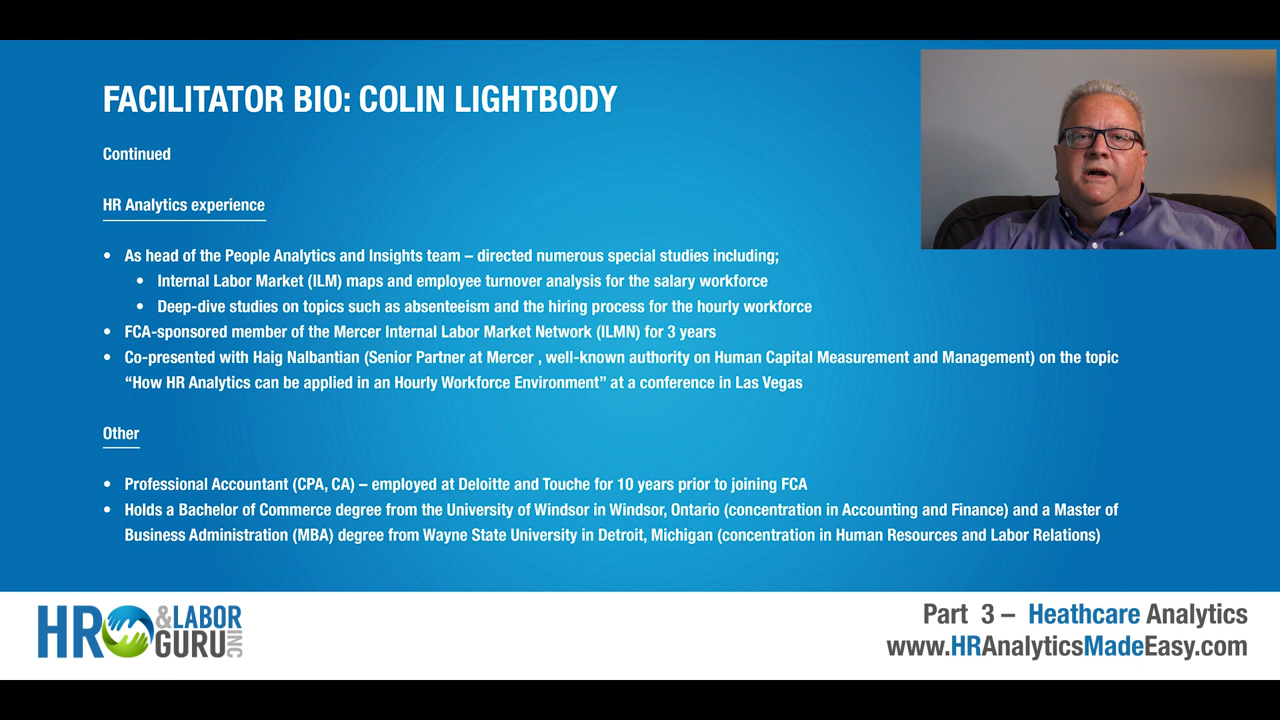 FACILITATOR BIO: COLIN LIGHTBODY
Continued
HR Analytics experience
• As head of the People Analytics and Insights team – directed numerous special studies including;
• Internal Labor Market (ILM) maps and employee turnover analysis for the salary workforce
• Deep-dive studies on topics such as absenteeism and the hiring process for the hourly workforce
• FCA-sponsored member of the Mercer Internal Labor Market Network (ILMN) for 3 years
• Co-presented with Haig Nalbantian (Senior Partner at Mercer , well-known authority on Human Capital Measurement and Management) on the topic
“How HR Analytics can be applied in an Hourly Workforce Environment” at a conference in Las Vegas
Other
• Professional Accountant (CPA, CA) – employed at Deloitte and Touche for 10 years prior to joining FCA
• Holds a Bachelor of Commerce degree from the University of Windsor in Windsor, Ontario (concentration in Accounting and Finance) and a Master of
Business Administration (MBA) degree from Wayne State University in Detroit, Michigan (concentration in Human Resources and Labor Relations)
HR &LABOR GURU INC
Part 3 – Heathcare Analytics
www.HRAnalyticsMadeEasy.com